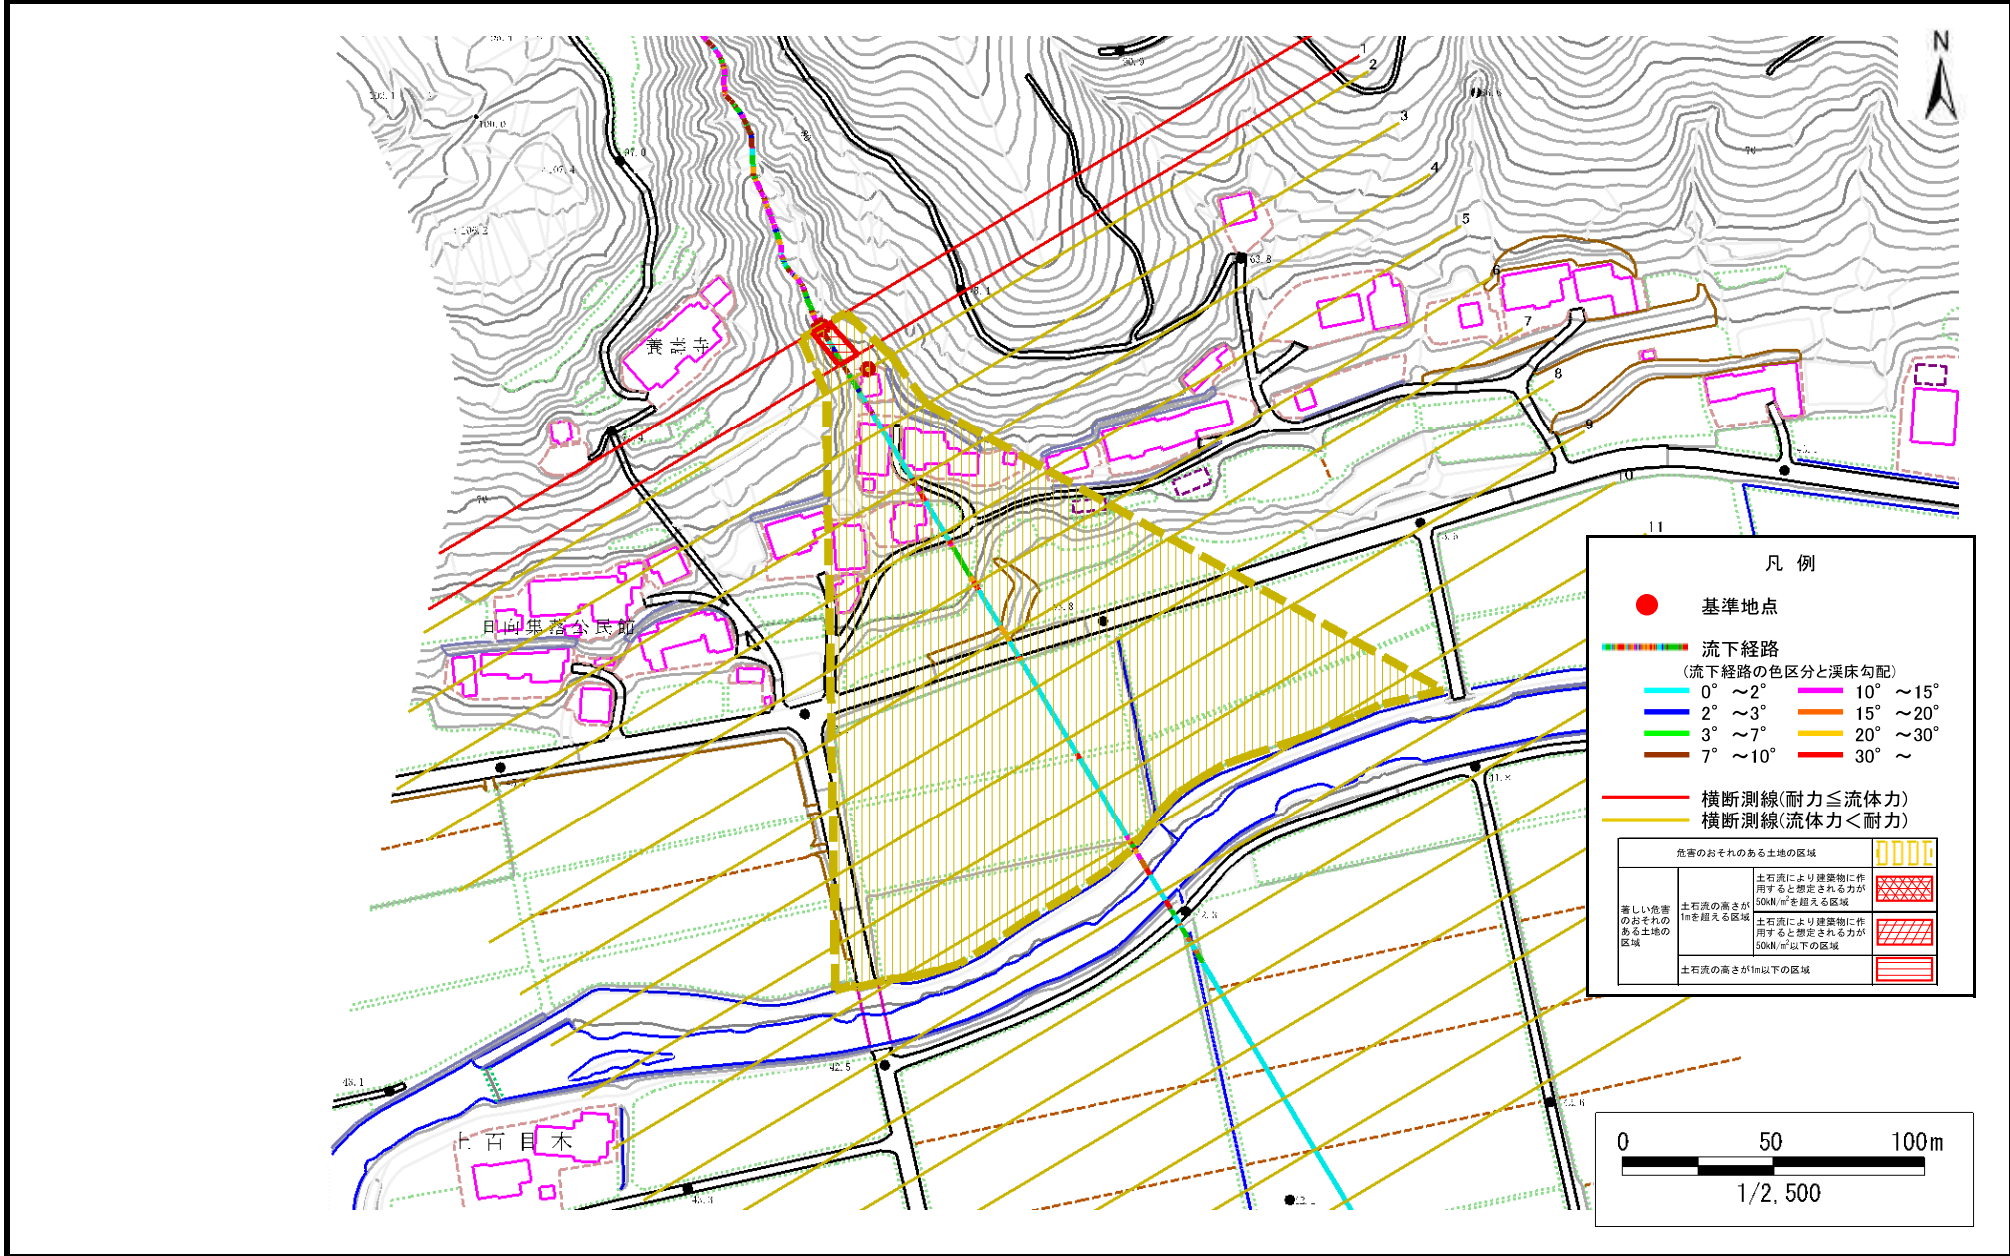 N
1
2
3
4
5
6
7
8
9
10
11
97.0
63.8
養誌寺
日向集落公民館
上百目木
42.5
凡 例
基準地点
流下経路
(流下経路の色区分と渓床勾配)
0° ～2° 10° ～15°
2° ～3° 15° ～20°
3° ～7° 20° ～30°
7° ～10° 30° ～
横断測線(耐力≦流体力)
横断測線(流体力＜耐力)
危害のおそれのある土地の区域
著しい危害
のおそれの
ある土地の
区域
土石流の高さが
1mを超える区域
土石流により建築物に作
用すると想定される力が
50kN/m²を超える区域
土石流により建築物に作
用すると想定される力が
50kN/m²以下の区域
土石流の高さが1m以下の区域
0 50 100m
1/2,500